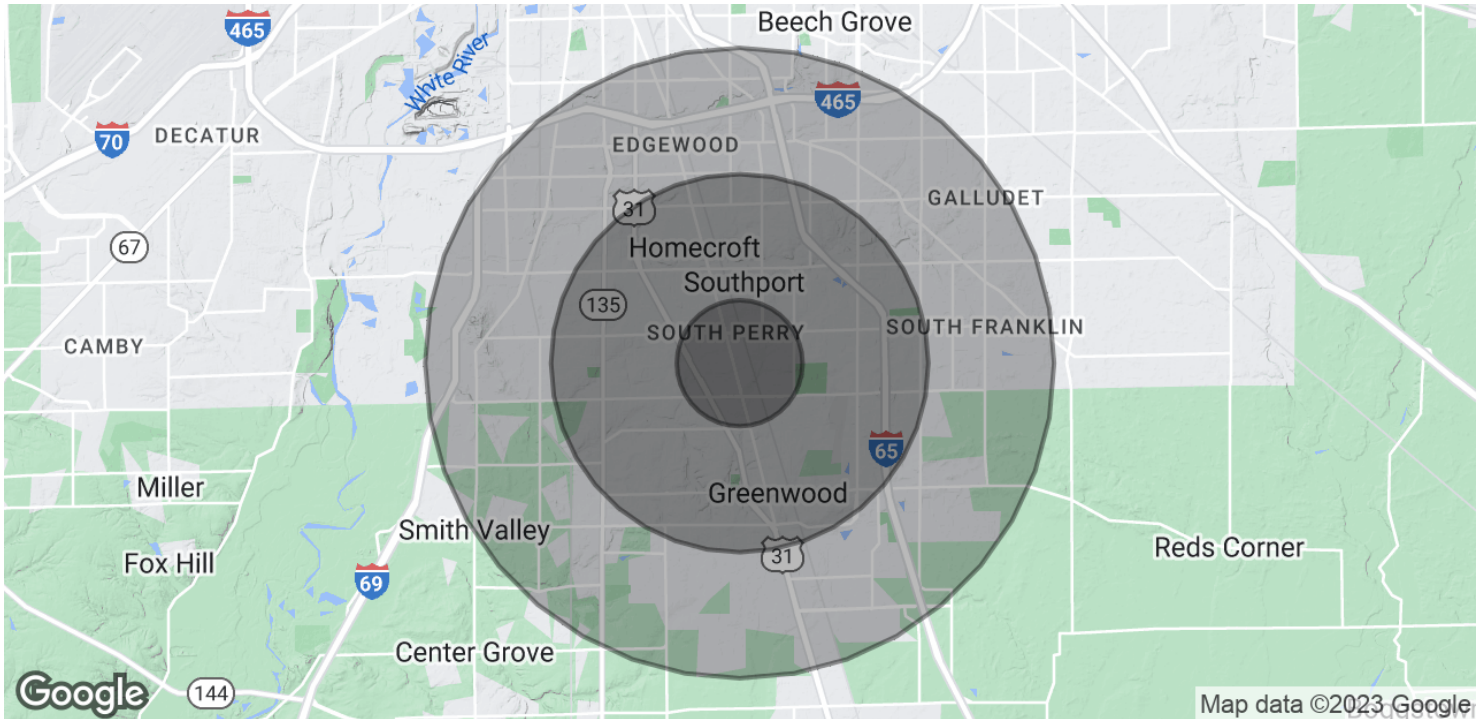 Beech Grove
465
White River
465
70
DECATUR
EDGEWOOD
GALLUDET
31
67
Homecroft
Southport
135
SOUTH PERRY
SOUTH FRANKLIN
CAMBY
65
Miller
Greenwood
Smith Valley
31
Reds Corner
Fox Hill
69
Center Grove
Google
144
Map data ©2023 Google